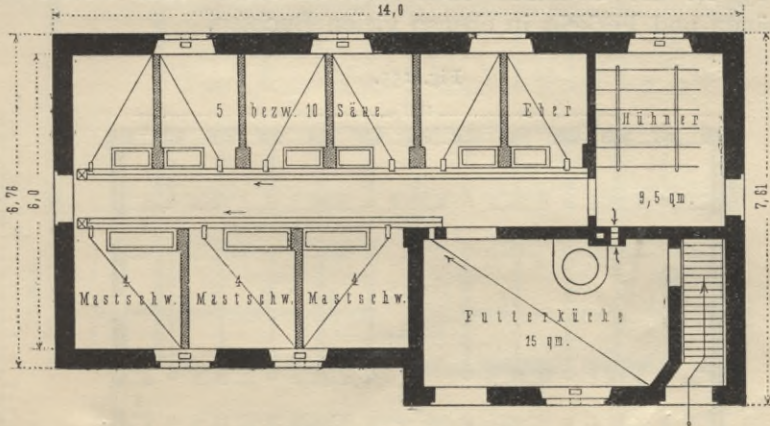 14,0
5 bezw. 10 Säue
Eber
Hühner
6,78
6,0
9,5 qm
7,61
4 4 4
Mastschw. Mastschw. Mastschw.
Futterküche
15 qm.